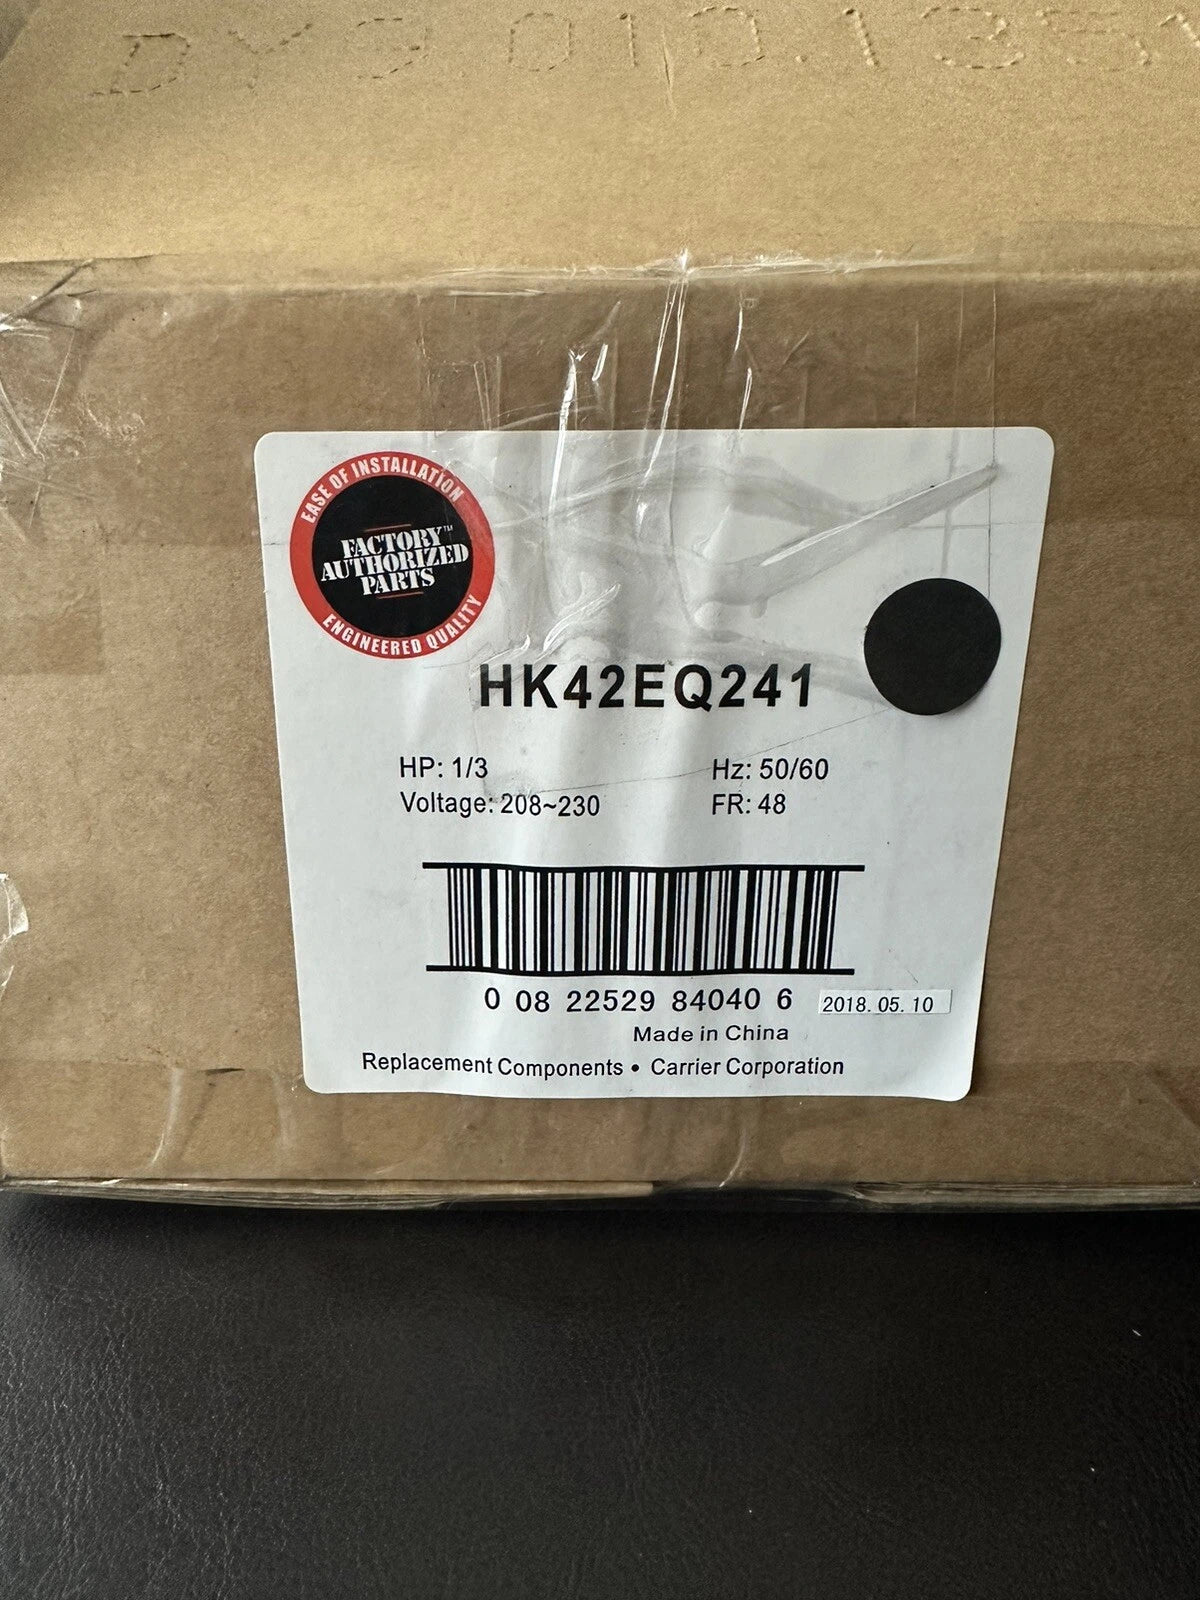 EASE OF INSTALLATION
FACTORY™
AUTHORIZED
PARTS
ENGINEERED QUALITY
HK42EQ241
HP: 1/3 Hz: 50/60
Voltage: 208~230 FR: 48
0 08 22529 84040 6
2018.05.10
Made in China
Replacement Components • Carrier Corporation